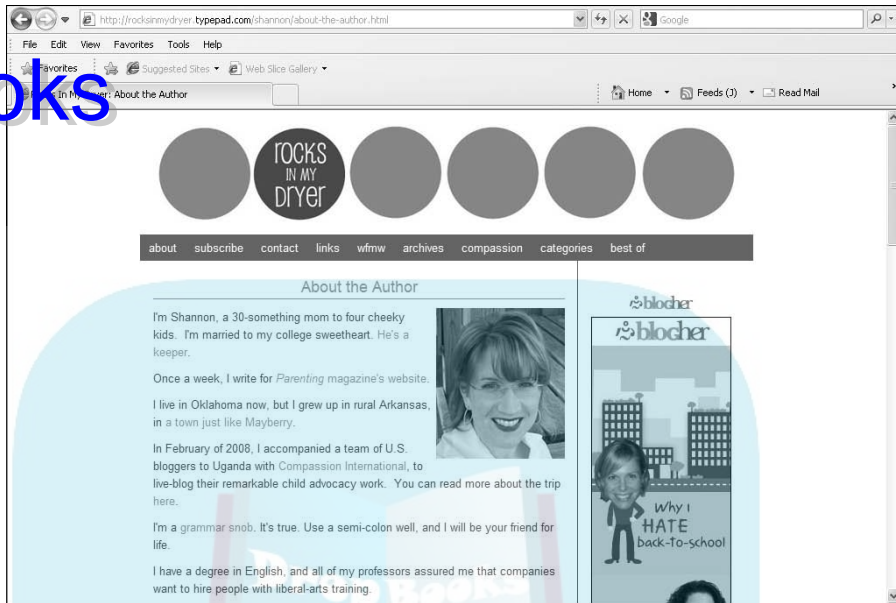 http://rocksinmydryer.typepad.com/shannon/about-the-author.html
Google
File Edit View Favorites Tools Help
Favorites Suggested Sites Web Slice Gallery
oks
About the Author
Home Feeds (J) Read Mail
rocks
IN MY
Dryer
about subscribe contact links wfmw archives compassion categories best of
About the Author
I'm Shannon, a 30-something mom to four cheeky
kids. I'm married to my college sweetheart. He's a
keeper.
Once a week, I write for Parenting magazine's website.
I live in Oklahoma now, but I grew up in rural Arkansas,
in a town just like Mayberry.
In February of 2008, I accompanied a team of U.S.
bloggers to Uganda with Compassion International, to
live-blog their remarkable child advocacy work. You can read more about the trip
here.
I'm a grammar snob. It's true. Use a semi-colon well, and I will be your friend for
life.
I have a degree in English, and all of my professors assured me that companies
want to hire people with liberal-arts training.
Drop Books
blogher
blogher
Why I
HATE
back-to-school